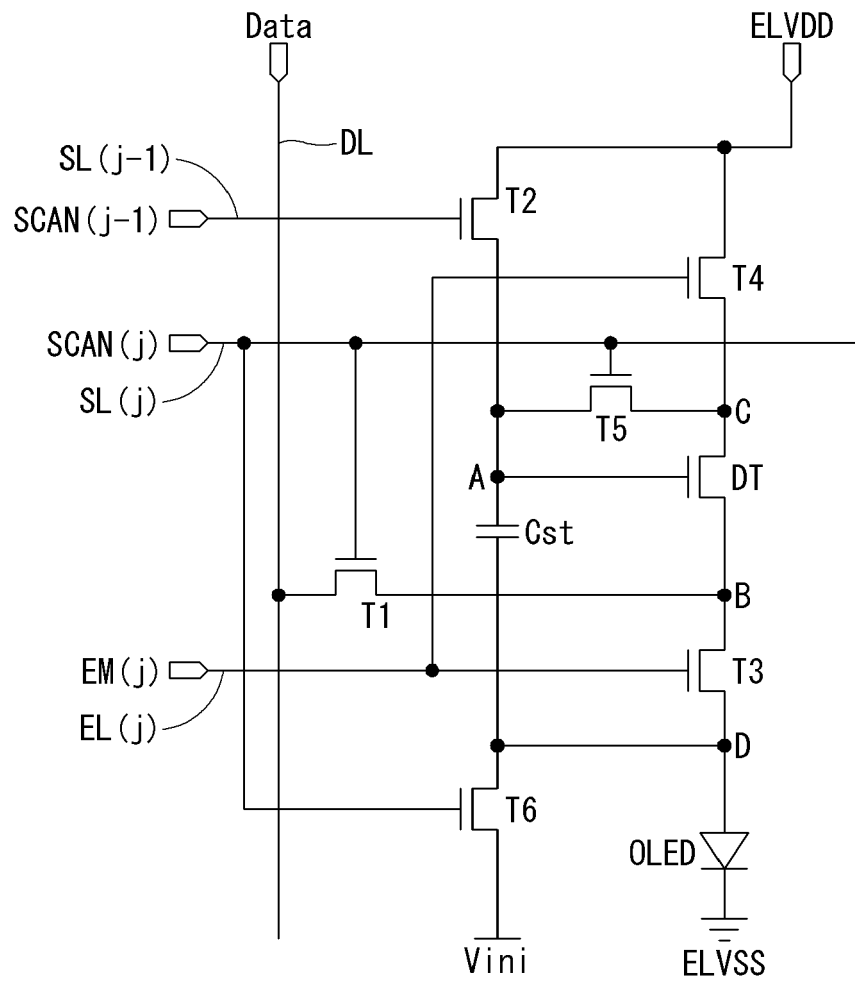 Data
ELVDD
DL
SL(j-1)
T2
SCAN(j-1)
T4
SCAN(j)
SL(j)
C
T5
A
DT
Cst
B
T1
EM(j)
T3
EL(j)
D
T6
OLED
Vini
ELVSS